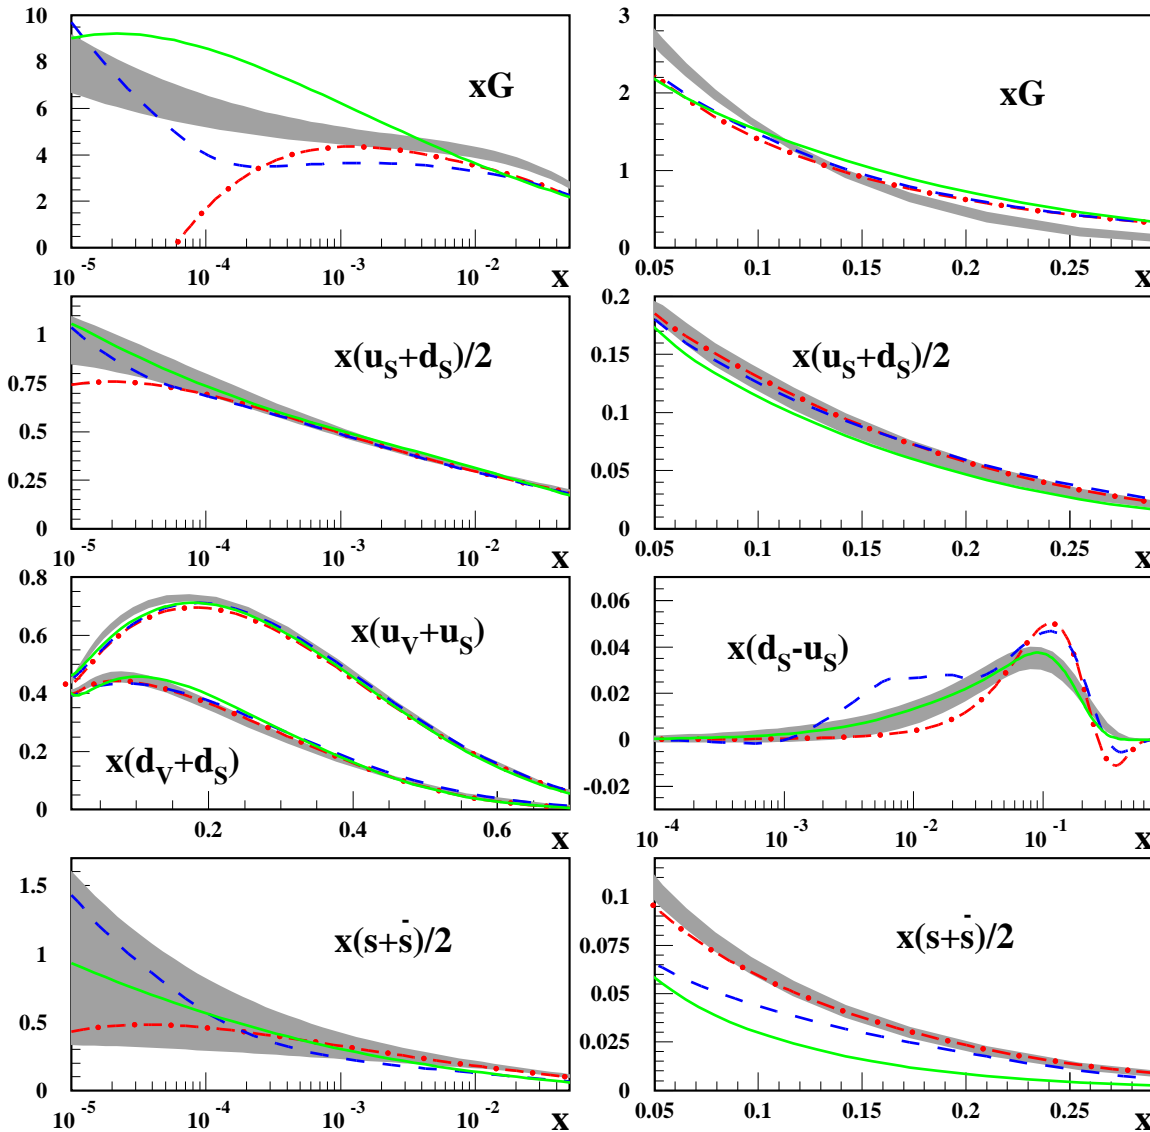 10
8
6
4
2
0
xG
10^-5 10^-4 10^-3 10^-2 x
3
2
1
0
xG
0.05 0.1 0.15 0.2 0.25 x
1
0.75
0.5
0.25
0
x(u_S+d_S)/2
10^-5 10^-4 10^-3 10^-2 x
0.2
0.15
0.1
0.05
0
x(u_S+d_S)/2
0.05 0.1 0.15 0.2 0.25 x
0.8
0.6
0.4
0.2
0
x(u_V+u_S)
x(d_V+d_S)
0.2 0.4 0.6 x
0.06
0.04
0.02
0
-0.02
x(d_S-u_S)
10^-4 10^-3 10^-2 10^-1 x
1.5
1
0.5
0
x(s+s̄)/2
10^-5 10^-4 10^-3 10^-2 x
0.1
0.075
0.05
0.025
0
x(s+s̄)/2
0.05 0.1 0.15 0.2 0.25 x